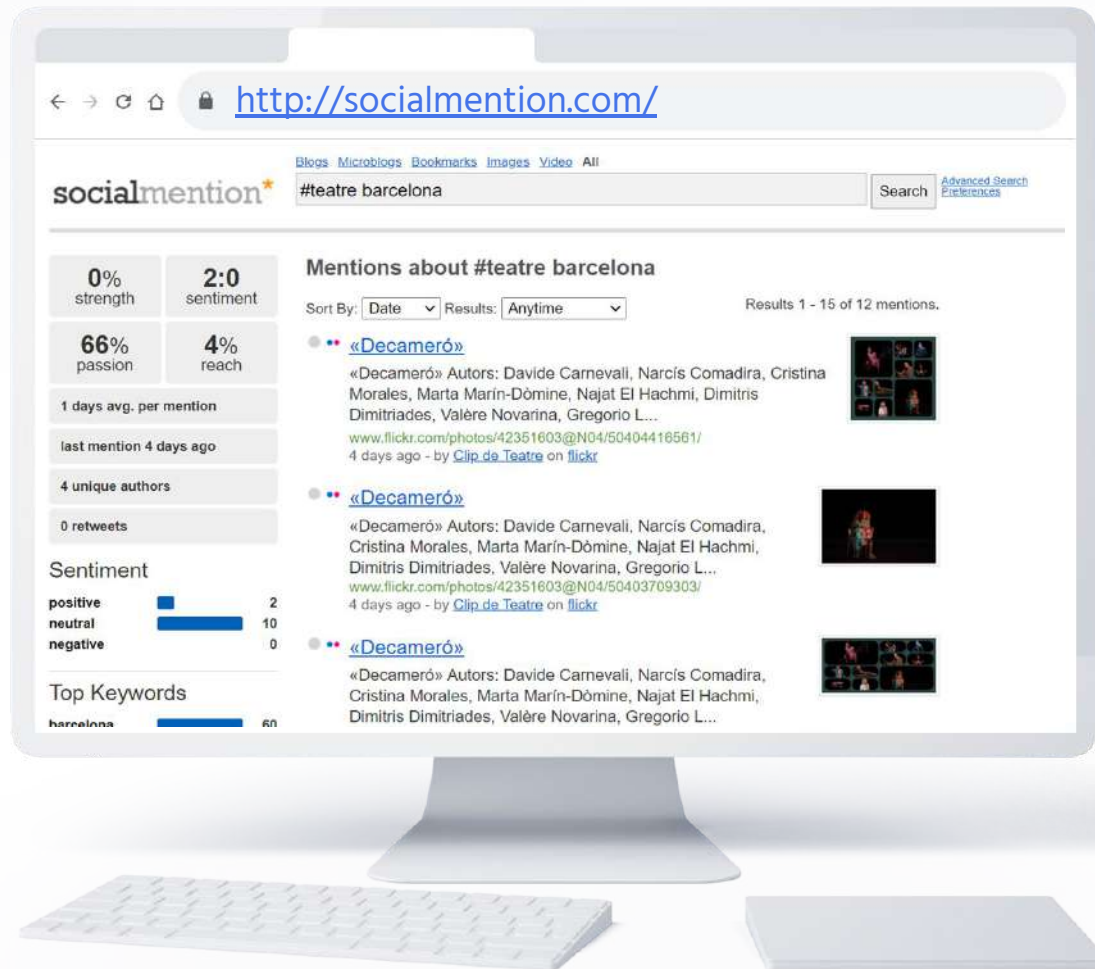 http://socialmention.com/
Blogs Microblogs Bookmarks Images Video All
socialmention*
#teatre barcelona
Search
Advanced Search
Preferences
0%
strength
2:0
sentiment
66%
passion
4%
reach
1 days avg. per mention
last mention 4 days ago
4 unique authors
0 retweets
Sentiment
positive 2
neutral 10
negative 0
Top Keywords
barcelona 60
Mentions about #teatre barcelona
Sort By: Date Results: Anytime
Results 1 - 15 of 12 mentions.
«Decameró»
«Decameró» Autors: Davide Carnevali, Narcís Comadira, Cristina
Morales, Marta Marín-Dòmine, Najat El Hachmi, Dimitris
Dimitriades, Valère Novarina, Gregorio L...
www.flickr.com/photos/42351603@N04/50404416561/
4 days ago - by Clip de Teatre on flickr
«Decameró»
«Decameró» Autors: Davide Carnevali, Narcís Comadira,
Cristina Morales, Marta Marín-Dòmine, Najat El Hachmi,
Dimitris Dimitriades, Valère Novarina, Gregorio L...
www.flickr.com/photos/42351603@N04/50403709303/
4 days ago - by Clip de Teatre on flickr
«Decameró»
«Decameró» Autors: Davide Carnevali, Narcís Comadira,
Cristina Morales, Marta Marín-Dòmine, Najat El Hachmi,
Dimitris Dimitriades, Valère Novarina, Gregorio L...